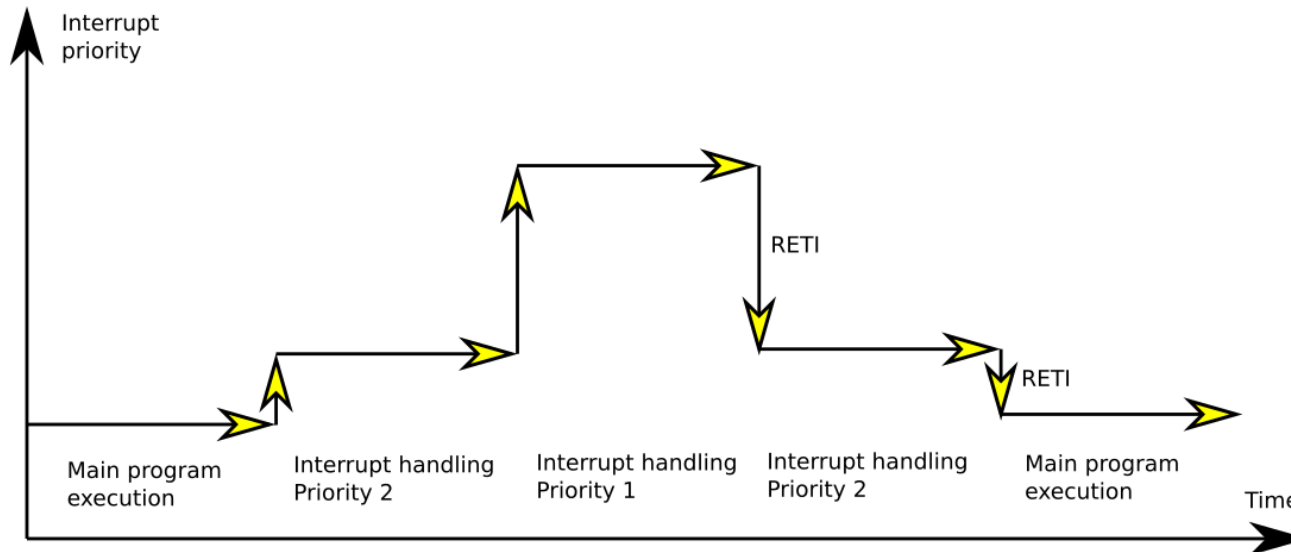 Interrupt
priority
RETI
RETI
Main program
execution
Interrupt handling
Priority 2
Interrupt handling
Priority 1
Interrupt handling
Priority 2
Main program
execution
Time